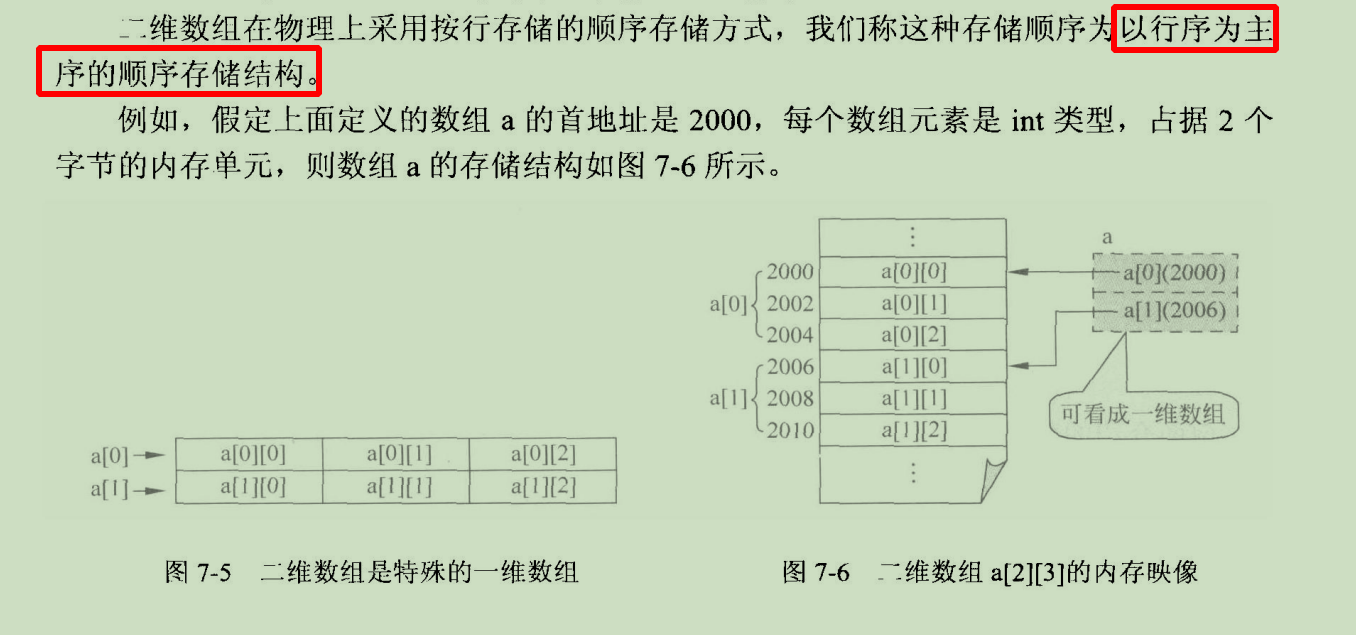 二维数组在物理上采用按行存储的顺序存储方式，我们称这种存储顺序为以行序为主
序的顺序存储结构。
例如，假定上面定义的数组 a 的首地址是 2000，每个数组元素是 int 类型，占据 2 个
字节的内存单元，则数组 a 的存储结构如图 7-6 所示。
a[0]
a[0][0] a[0][1] a[0][2]
a[1]
a[1][0] a[1][1] a[1][2]
图 7-5 二维数组是特殊的一维数组
⋮
a[0]
2000 a[0][0]
2002 a[0][1]
2004 a[0][2]
a[1]
2006 a[1][0]
2008 a[1][1]
2010 a[1][2]
⋮
a
a[0](2000)
a[1](2006)
可看成一维数组
图 7-6 二维数组 a[2][3]的内存映像